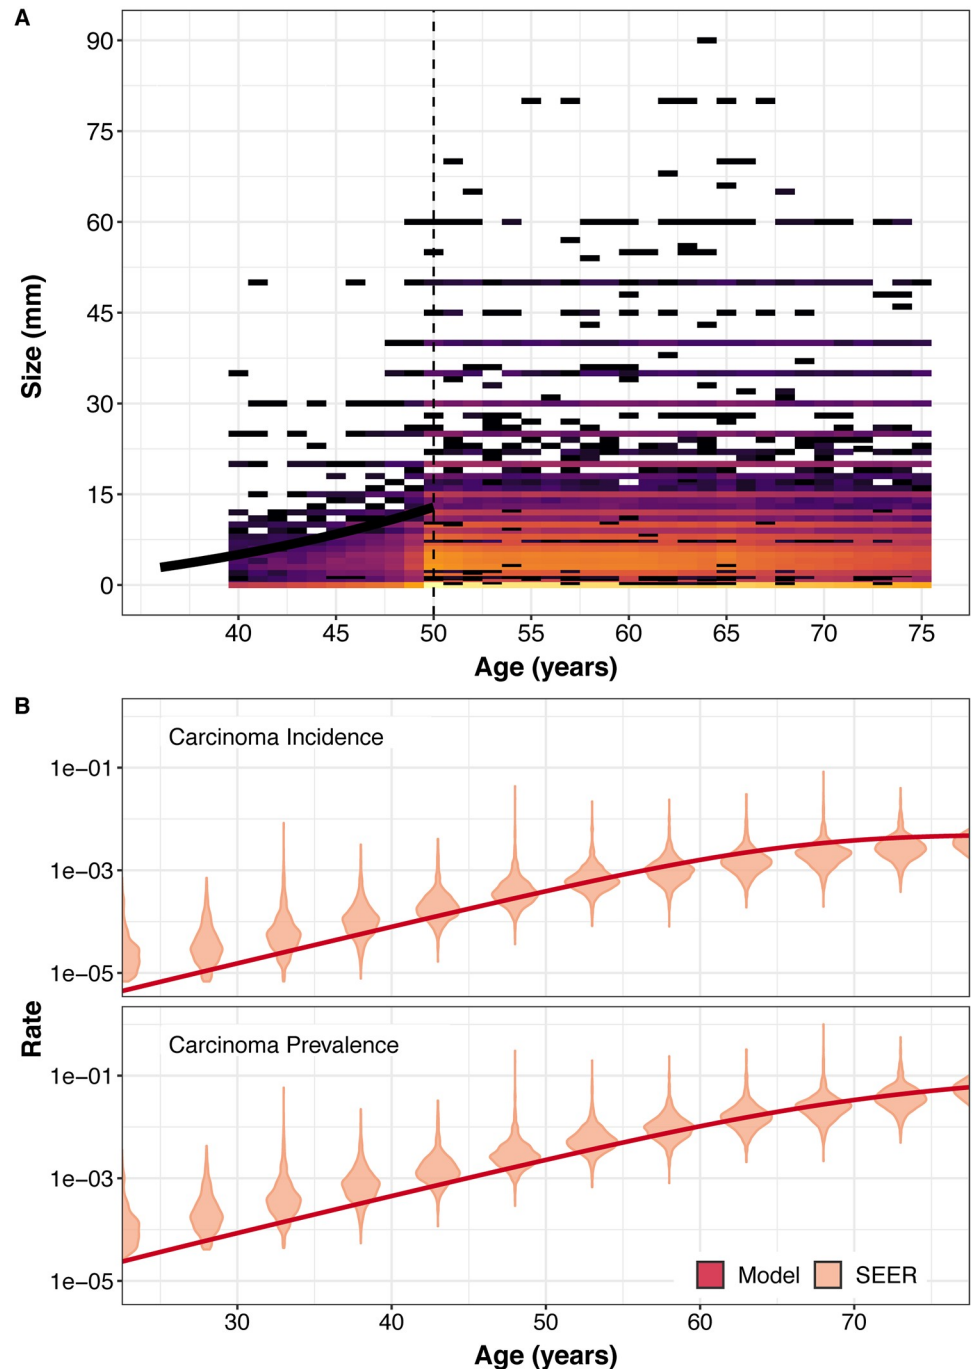 A
90
75
60
45
30
15
0
Size (mm)
40 45 50 55 60 65 70 75
Age (years)
B
Carcinoma Incidence
1e−01
1e−03
1e−05
Rate
Carcinoma Prevalence
1e−01
1e−03
1e−05
Model SEER
30 40 50 60 70
Age (years)